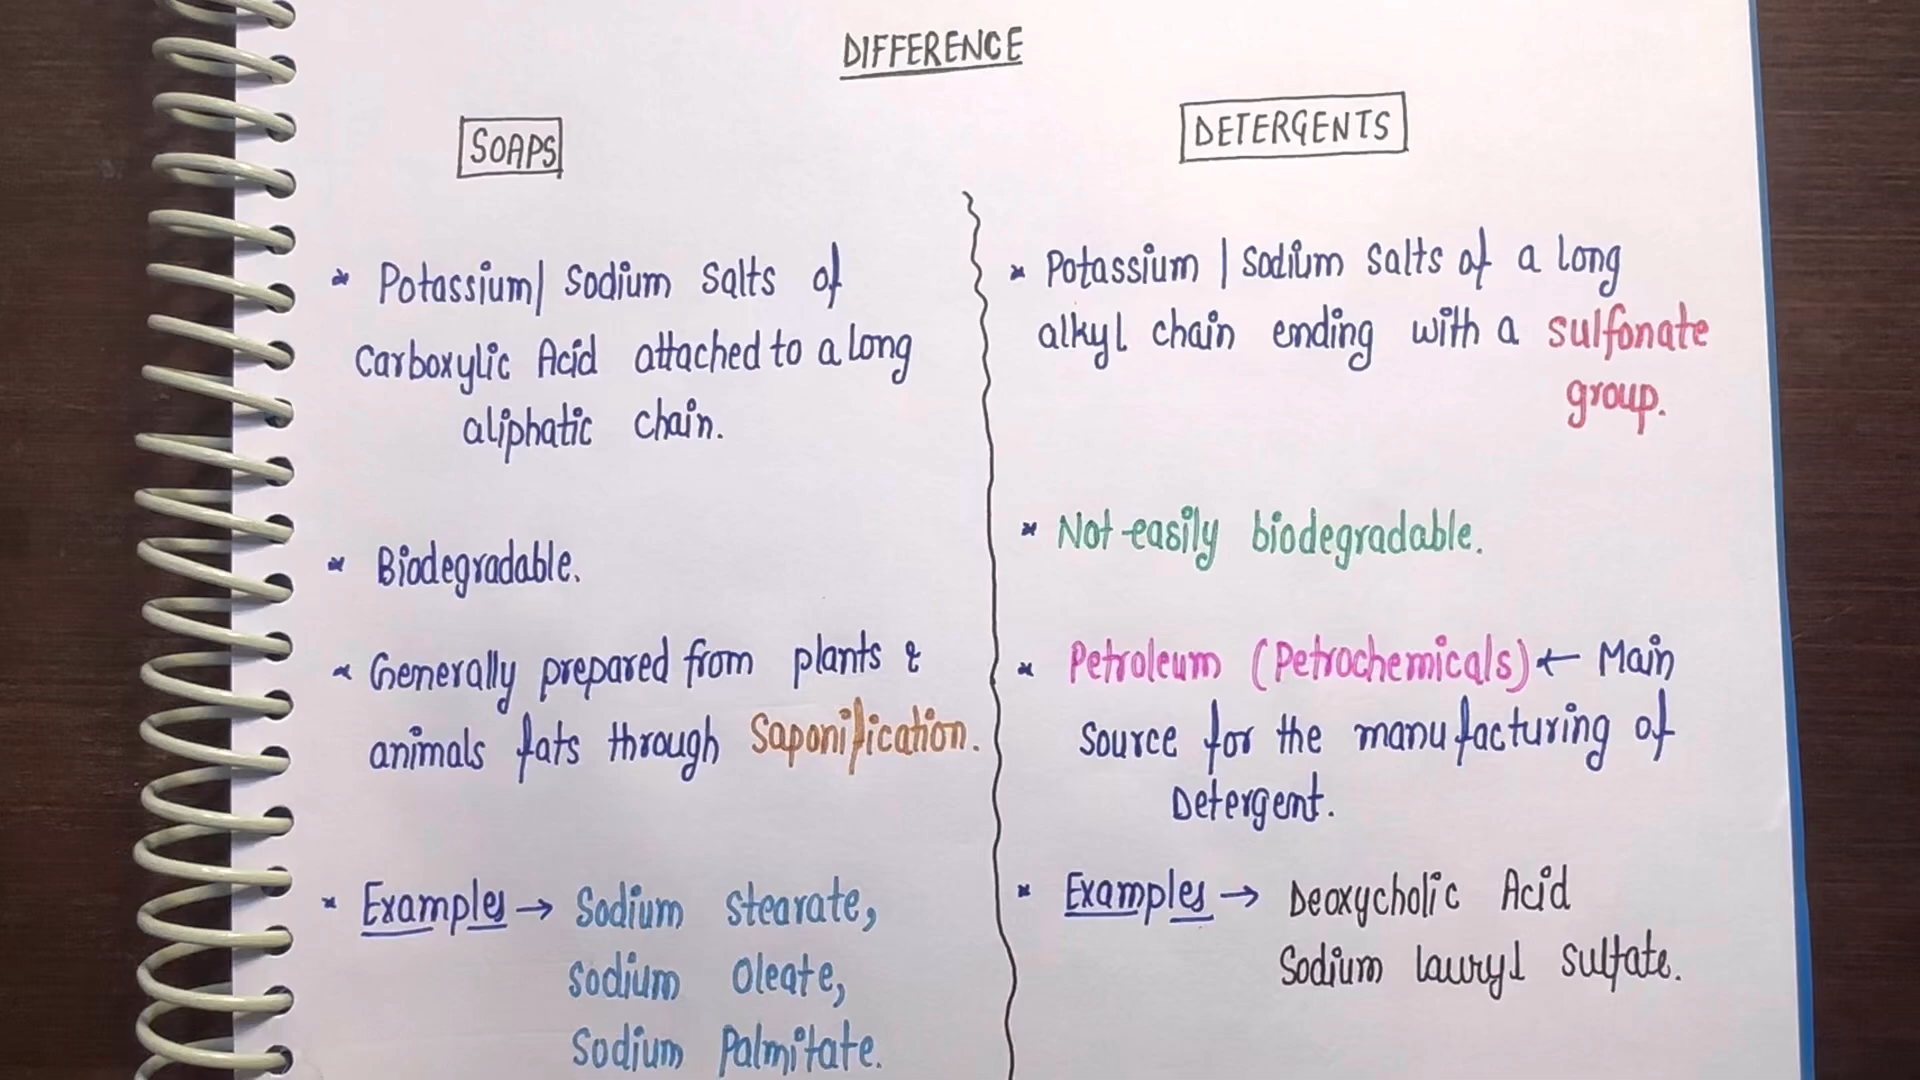 DIFFERENCE
SOAPS
* Potassium| Sodium salts of
Carboxylic Acid attached to a long
aliphatic chain.
* Biodegradable.
* Generally prepared from plants &
animals fats through Saponification.
* Examples → Sodium stearate,
Sodium Oleate,
Sodium Palmitate.
DETERGENTS
* Potassium | Sodium salts of a long
alkyl chain ending with a sulfonate
group.
* Not easily biodegradable.
* Petroleum (Petrochemicals) ← Main
source for the manufacturing of
Detergent.
* Examples → Deoxycholic Acid
Sodium lauryl sulfate.